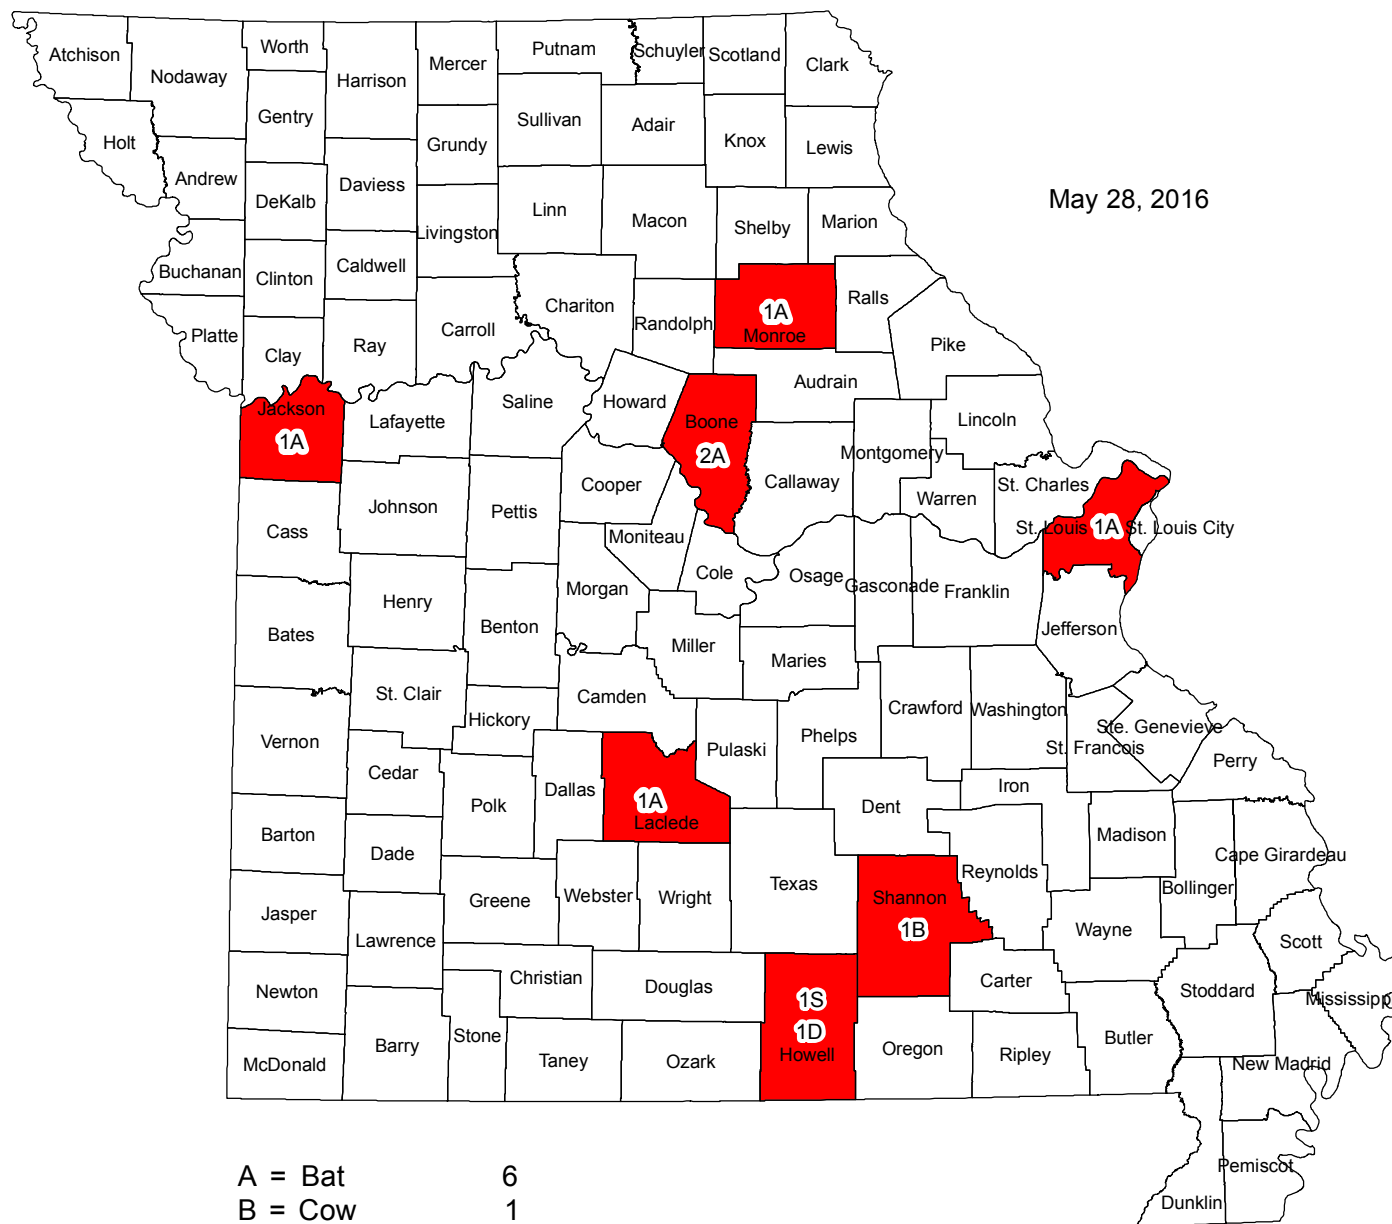 Atchison
Nodaway
Worth
Harrison
Mercer
Putnam
Schuyler
Scotland
Clark
Holt
Gentry
Grundy
Sullivan
Adair
Knox
Lewis
Andrew
DeKalb
Daviess
Livingston
Linn
Macon
Shelby
Marion
May 28, 2016
Buchanan
Clinton
Caldwell
Chariton
Randolph
1A
Monroe
Ralls
Platte
Clay
Ray
Carroll
Pike
Audrain
Jackson
1A
Lafayette
Saline
Howard
Boone
2A
Lincoln
Montgomery
Callaway
Warren
St. Charles
Cooper
Johnson
Pettis
Cass
Moniteau
St. Louis 1A St. Louis City
Cole
Osage
Gasconade
Franklin
Morgan
Henry
Benton
Bates
Miller
Maries
Jefferson
St. Clair
Camden
Hickory
Crawford
Washington
Ste. Genevieve
St. Francois
Vernon
Pulaski
Phelps
Perry
Cedar
Polk
Dallas
1A
Laclede
Dent
Iron
Barton
Dade
Madison
Cape Girardeau
Reynolds
Bollinger
Texas
Jasper
Greene
Webster
Wright
Shannon
1B
Wayne
Lawrence
Scott
Christian
Douglas
1S
1D
Howell
Carter
Stoddard
Newton
Mississipp
Barry
Stone
Taney
Ozark
Oregon
Ripley
Butler
McDonald
New Madrid
Pemiscot
Dunklin
A = Bat 6
B = Cow 1